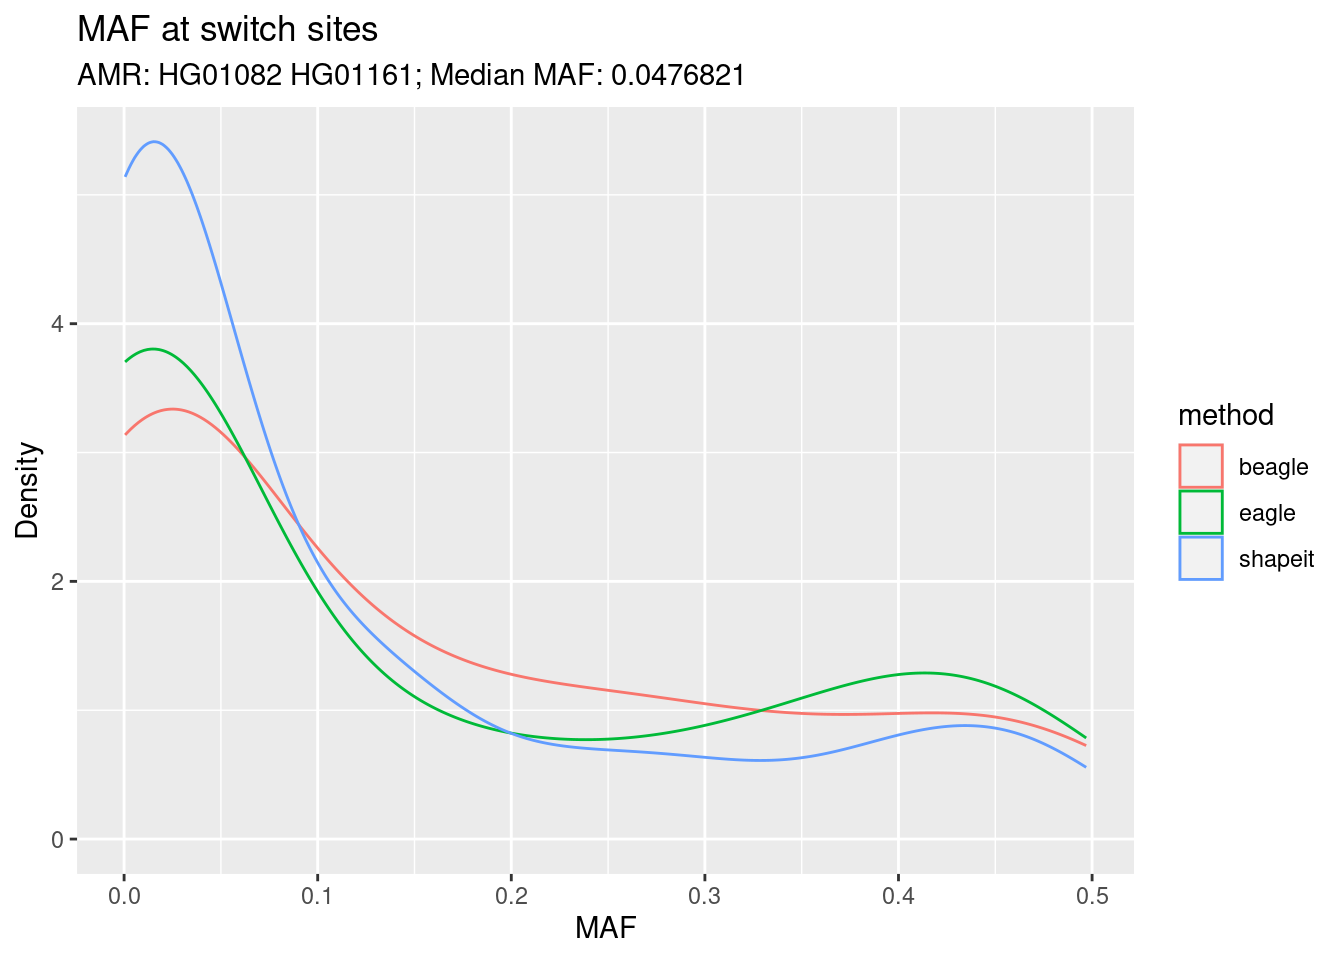 MAF at switch sites
AMR: HG01082 HG01161; Median MAF: 0.0476821
Density
4
2
0
0.0 0.1 0.2 0.3 0.4 0.5
MAF
method
beagle
eagle
shapeit